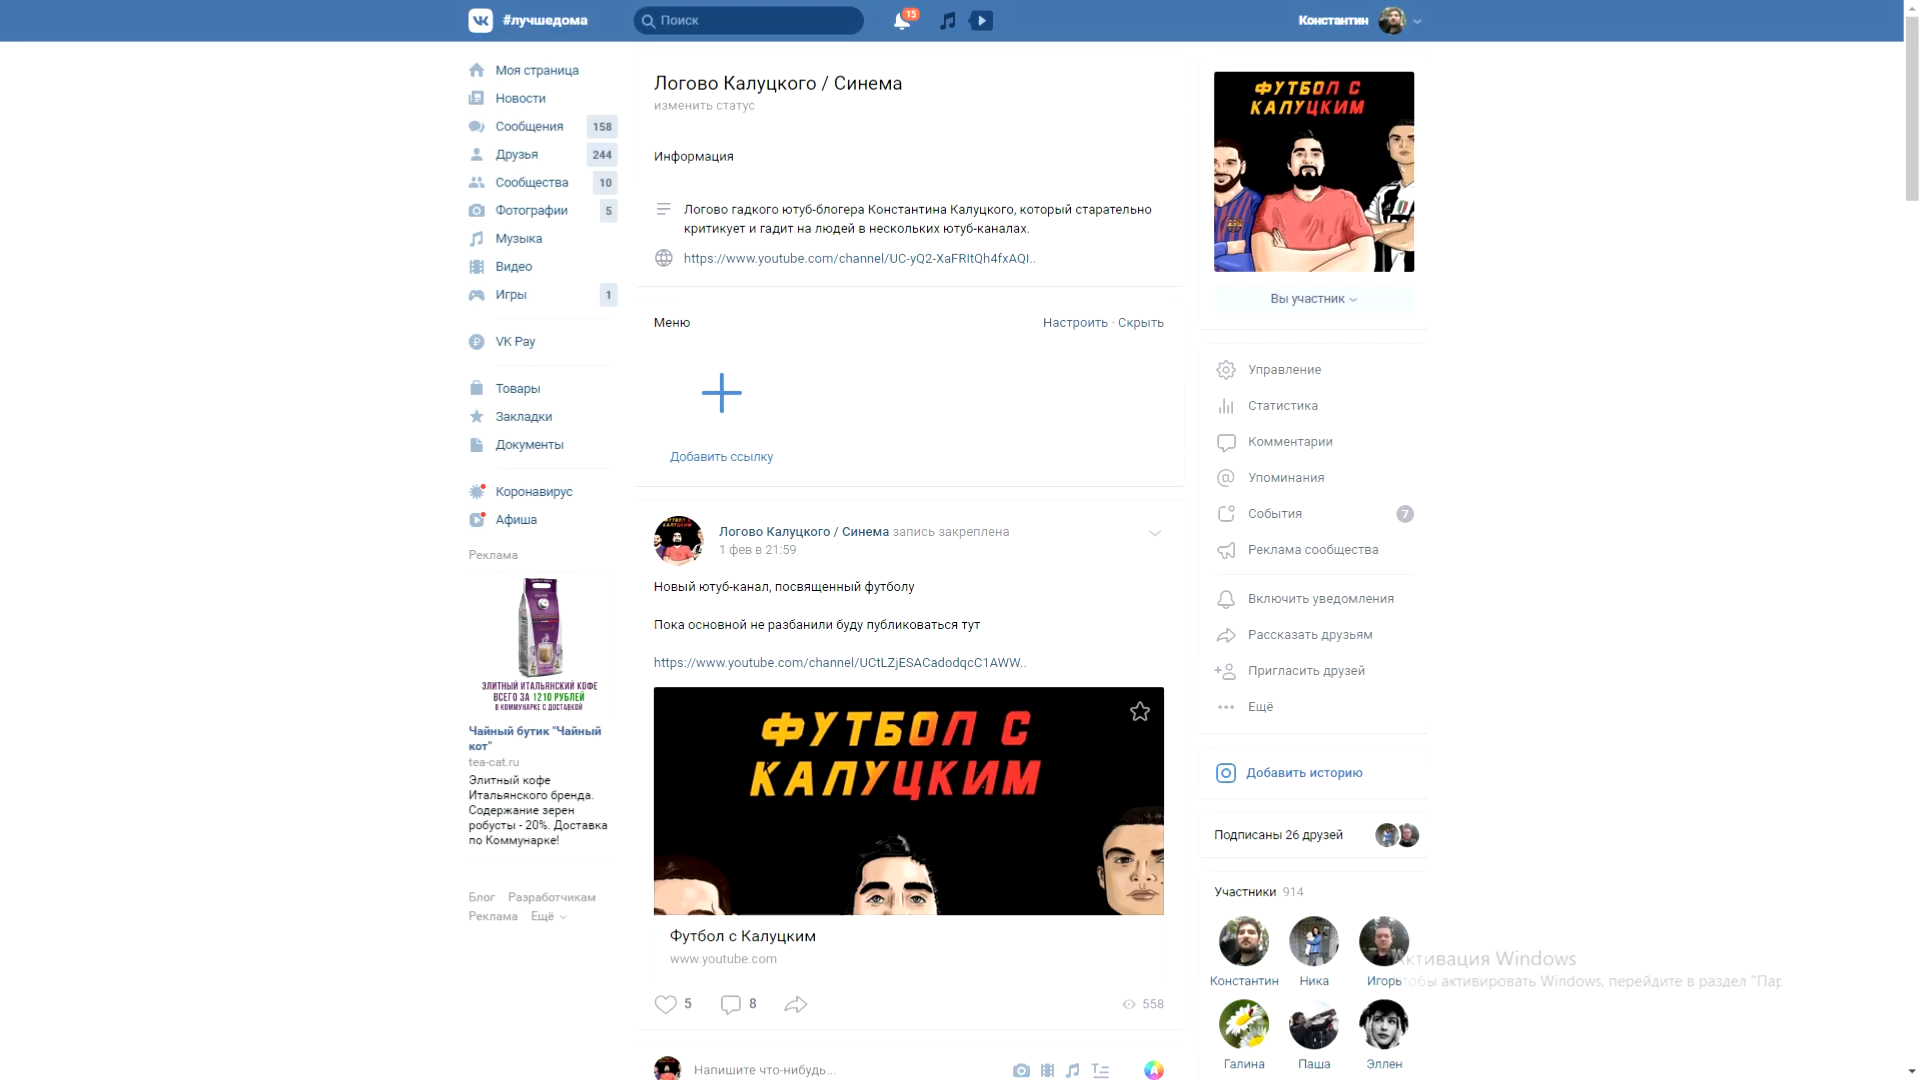 #лучшедома
Поиск
15
Константин
Моя страница
Новости
Сообщения 158
Друзья 244
Сообщества 10
Фотографии 5
Музыка
Видео
Игры 1
VK Pay
Товары
Закладки
Документы
Коронавирус
Афиша
Реклама
ЭЛИТНЫЙ ИТАЛЬЯНСКИЙ КОФЕ
ВСЕГО ЗА 1210 РУБЛЕЙ
В КОММУНАРКЕ С ДОСТАВКОЙ
Чайный бутик "Чайный
кот"
tea-cat.ru
Элитный кофе
Итальянского бренда.
Содержание зерен
робусты - 20%. Доставка
по Коммунарке!
Блог Разработчикам
Реклама Ещё
Логово Калуцкого / Синема
изменить статус
Информация
Логово гадкого ютуб-блогера Константина Калуцкого, который старательно
критикует и гадит на людей в нескольких ютуб-каналах.
https://www.youtube.com/channel/UC-yQ2-XaFRItQh4fxAQI..
Меню
Настроить · Скрыть
Добавить ссылку
Логово Калуцкого / Синема запись закреплена
1 фев в 21:59
Новый ютуб-канал, посвященный футболу
Пока основной не разбанили буду публиковаться тут
https://www.youtube.com/channel/UCtLZjESACadodqcC1AWW..
ФУТБОЛ С
КАЛУЦКИМ
Футбол с Калуцким
www.youtube.com
5 8 558
Напишите что-нибудь...
ФУТБОЛ С
КАЛУЦКИМ
Вы участник
Управление
Статистика
Комментарии
Упоминания
События 7
Реклама сообщества
Включить уведомления
Рассказать друзьям
Пригласить друзей
Ещё
Добавить историю
Подписаны 26 друзей
Участники 914
Константин Ника Игорь
Галина Паша Эллен
Активация Windows
Чтобы активировать Windows, перейдите в раздел "Пар